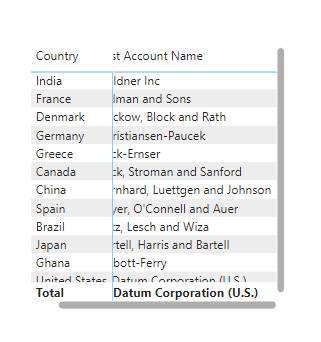 Country st Account Name
India ldner Inc
France lman and Sons
Denmark ckow, Block and Rath
Germany ristiansen-Paucek
Greece ck-Ernser
Canada ck, Stroman and Sanford
China rnhard, Luettgen and Johnson
Spain yer, O'Connell and Auer
Brazil tz, Lesch and Wiza
Japan rtell, Harris and Bartell
Ghana bott-Ferry
United States Datum Corporation (U.S.)
Total Datum Corporation (U.S.)